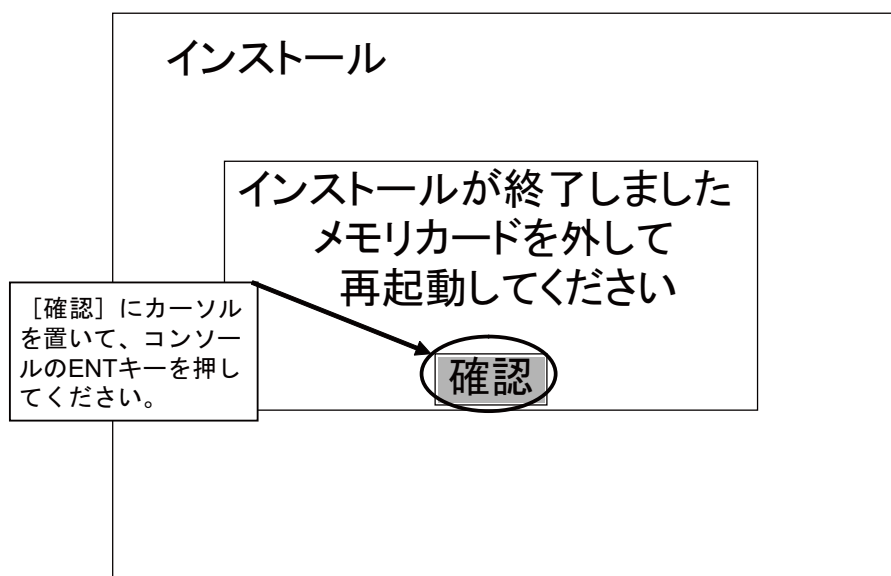 インストール
インストールが終了しました
メモリカードを外して
再起動してください
［確認］にカーソル
を置いて、コンソー
ルのENTキーを押し
てください。
確認